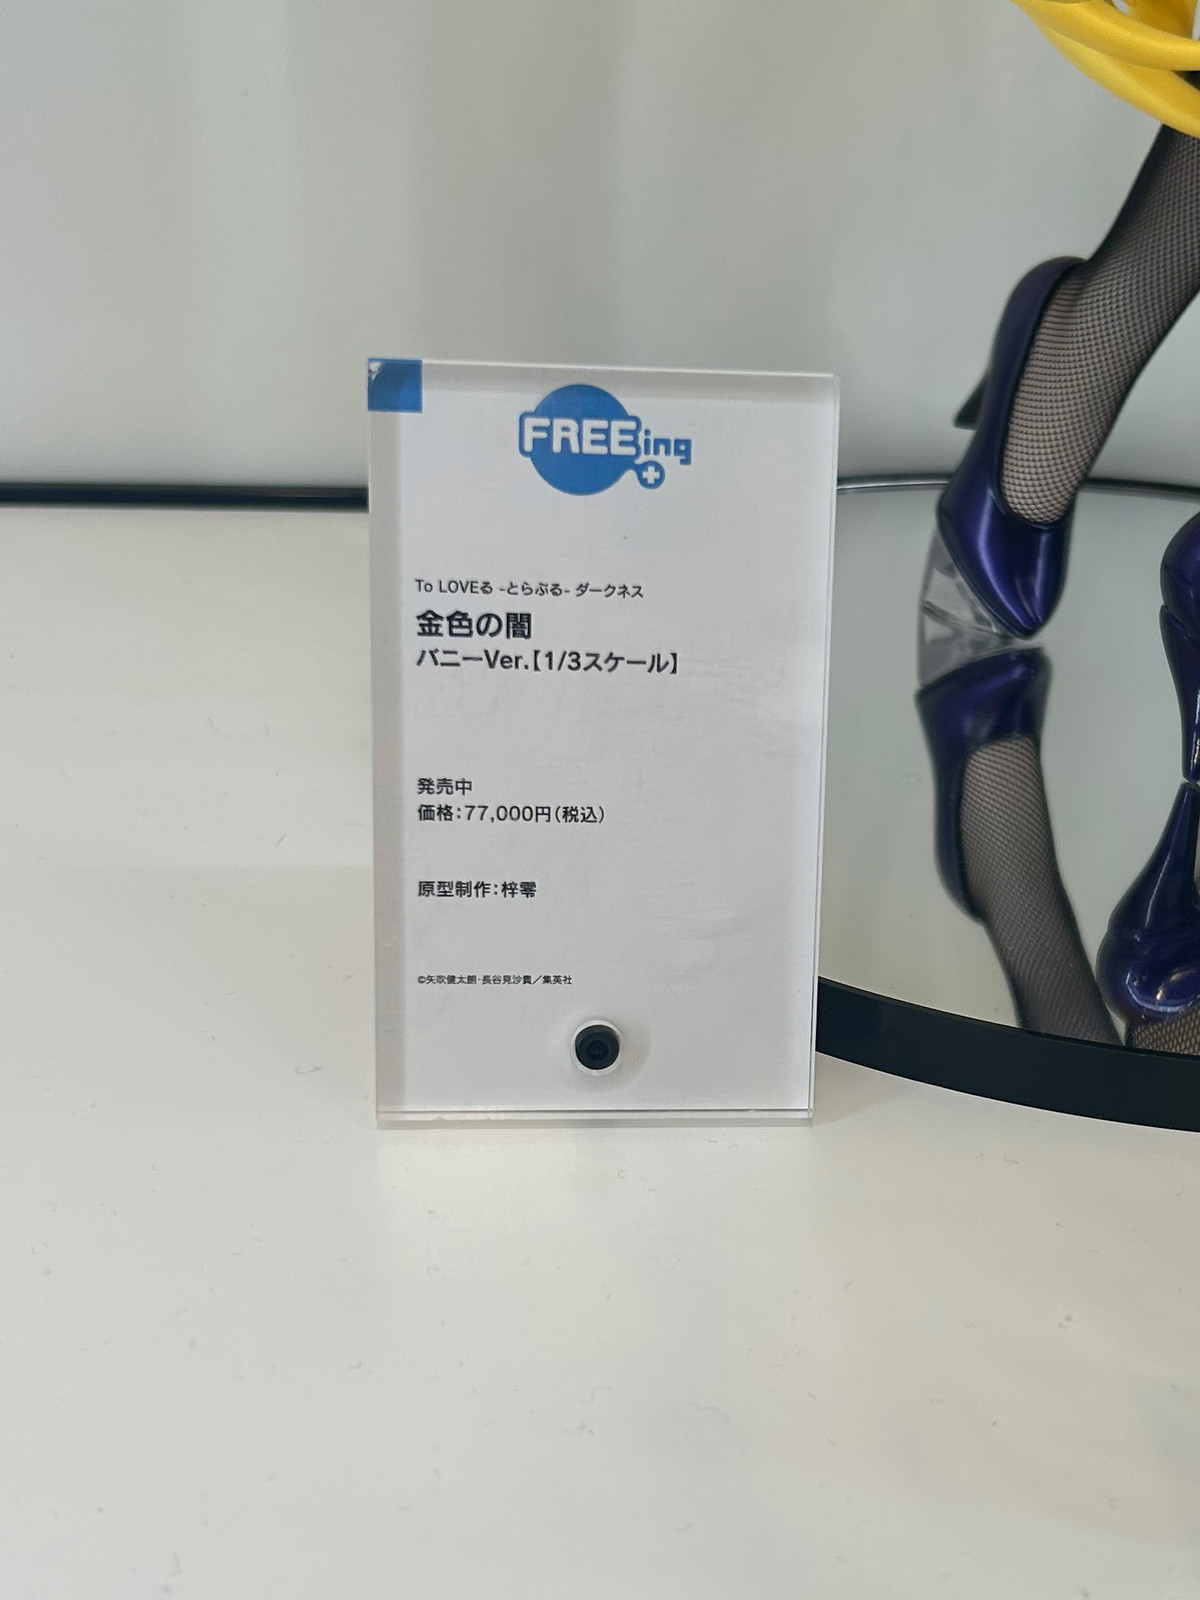 FREEing
To LOVEる -とらぶる- ダークネス
金色の闇
バニーVer.【1/3スケール】
発売中
価格:77,000円(税込)
原型制作:梓零
©矢吹健太朗・長谷見沙貴／集英社